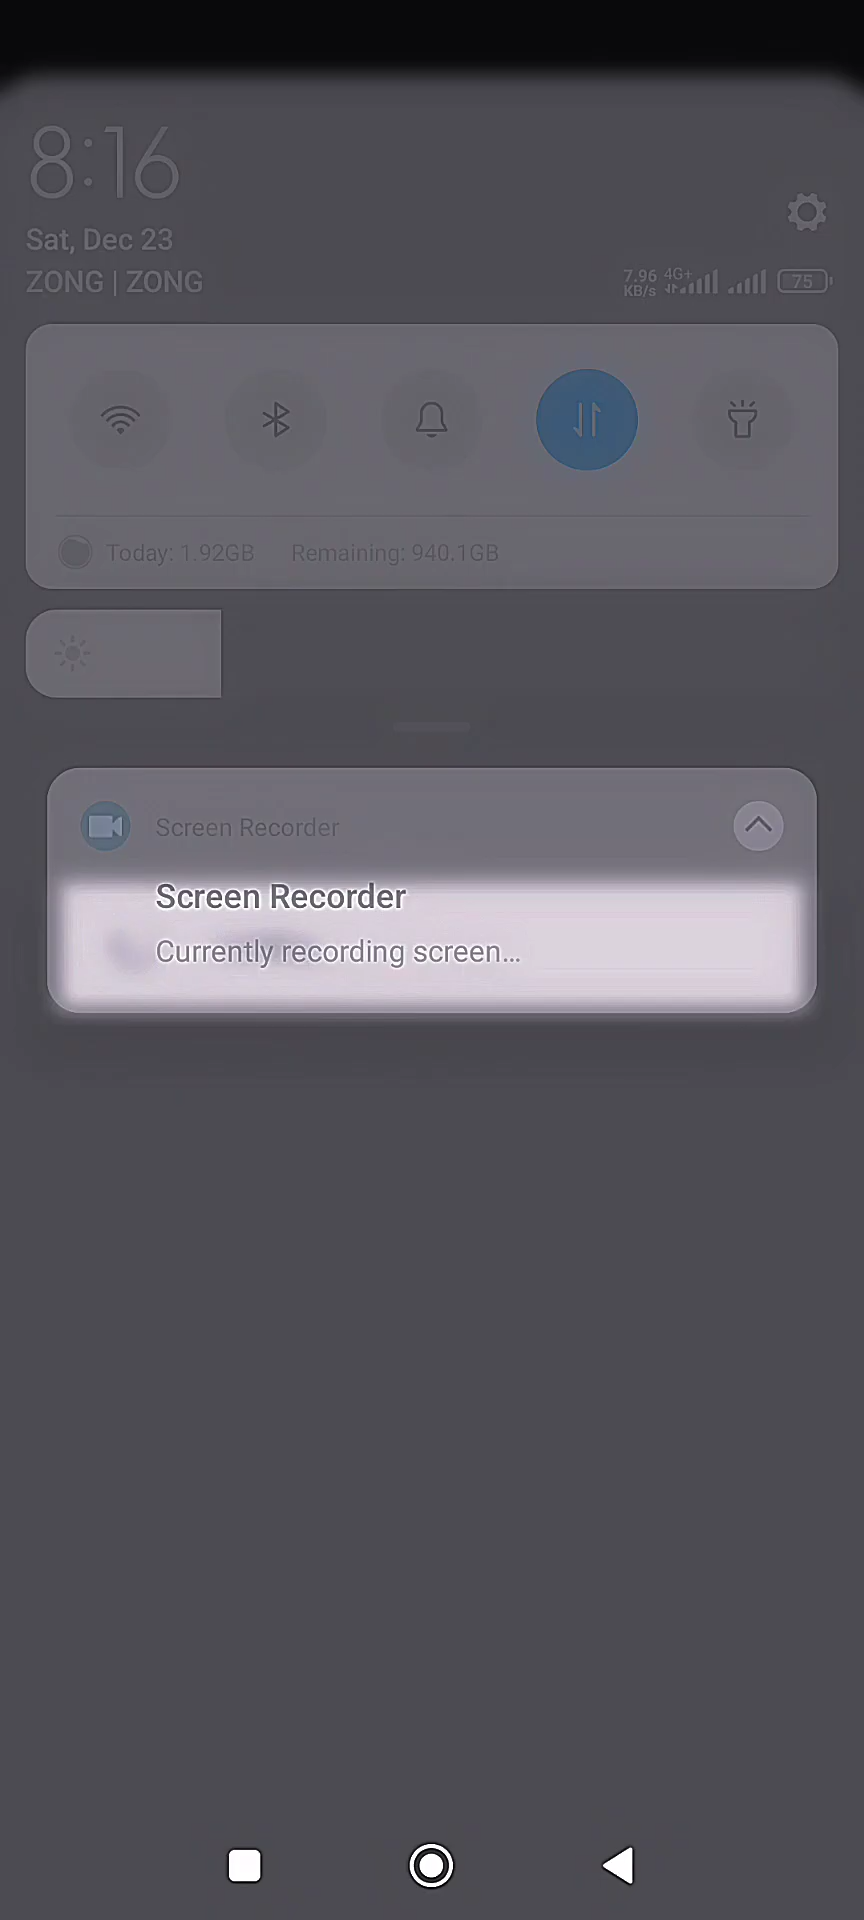 8:16
Sat, Dec 23
ZONG | ZONG
7.96 KB/s 4G+ 75
Today: 1.92GB Remaining: 940.1GB
Screen Recorder
Screen Recorder
Currently recording screen...